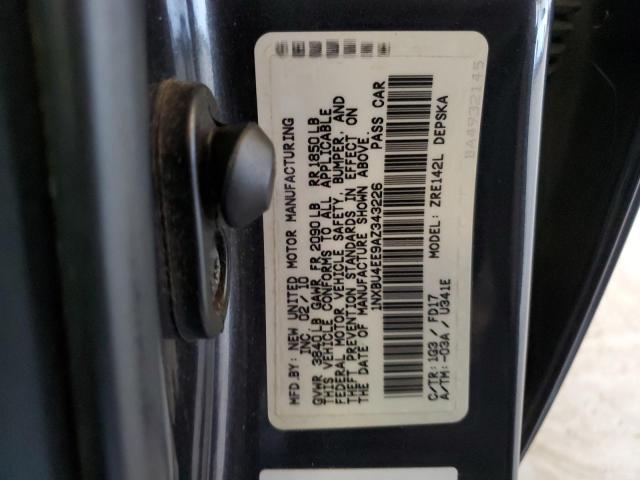 MFD.BY: NEW UNITED MOTOR MANUFACTURING
INC 02/10
GVWR 3840LB GAWR FR 2090LB RR1850LB
THIS VEHICLE CONFORMS TO ALL APPLICABLE
FEDERAL MOTOR VEHICLE SAFETY, BUMPER, AND
THEFT PREVENTION STANDARDS IN EFFECT ON
THE DATE OF MANUFACTURE SHOWN ABOVE.
1NXBU4EE9AZ343226 PASS CAR
MODEL: ZRE142L DEPSKA
C/TR: 1G3 / FD17
A/TM: -03A / U341E
BA4932145